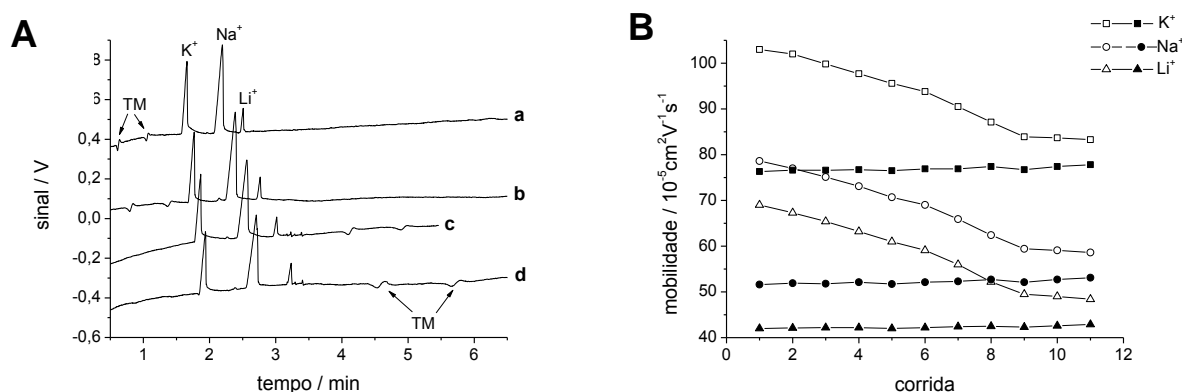 A
K⁺
Na⁺
Li⁺
TM
a
b
c
d
TM
sinal / V
,8
,6
0,4
0,2
0,0
-0,2
-0,4
-0,6
1 2 3 4 5 6
tempo / min
B
K⁺
Na⁺
Li⁺
mobilidade / 10⁻⁵cm²V⁻¹s⁻¹
100
90
80
70
60
50
40
0 2 4 6 8 10 12
corrida